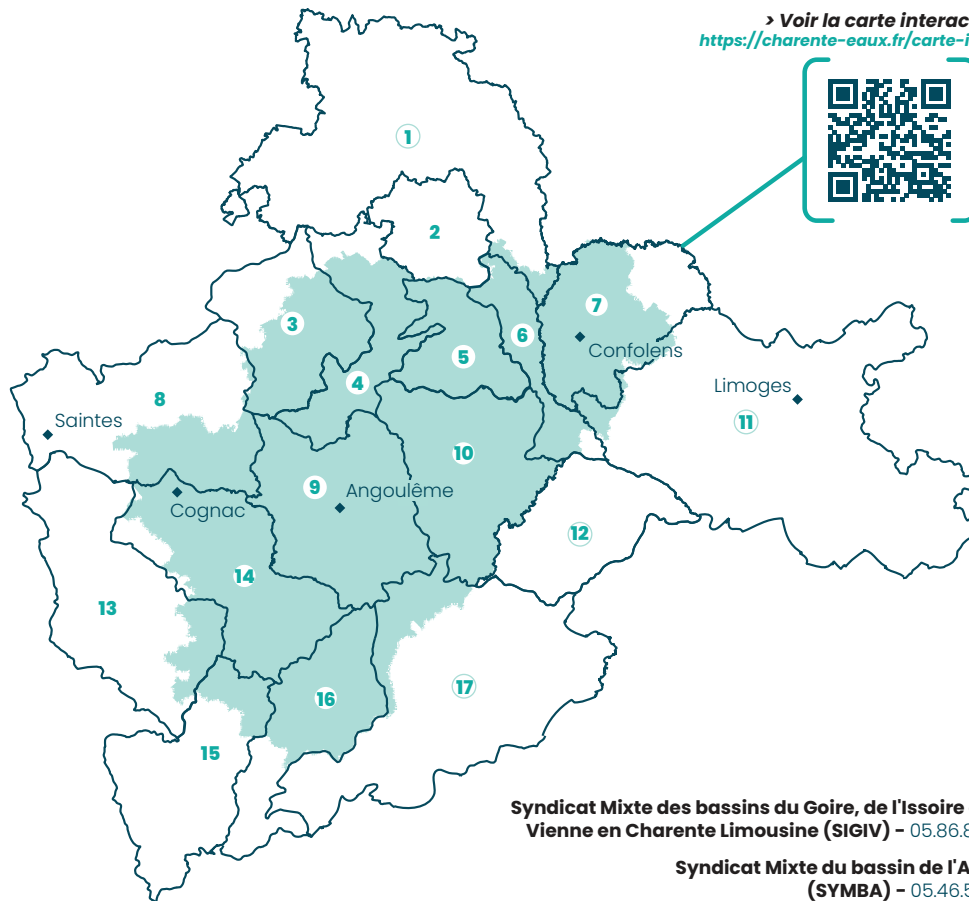 > Voir la carte interac
https://charente-eaux.fr/carte-i
1
2
3
4
5
6
7
Confolens
8
Saintes
Limoges
11
10
9
Angoulême
Cognac
12
14
13
16
17
15
Syndicat Mixte des bassins du Goire, de l'Issoire
Vienne en Charente Limousine (SIGIV) - 05.86.8
Syndicat Mixte du bassin de l'A
(SYMBA) - 05.46.5